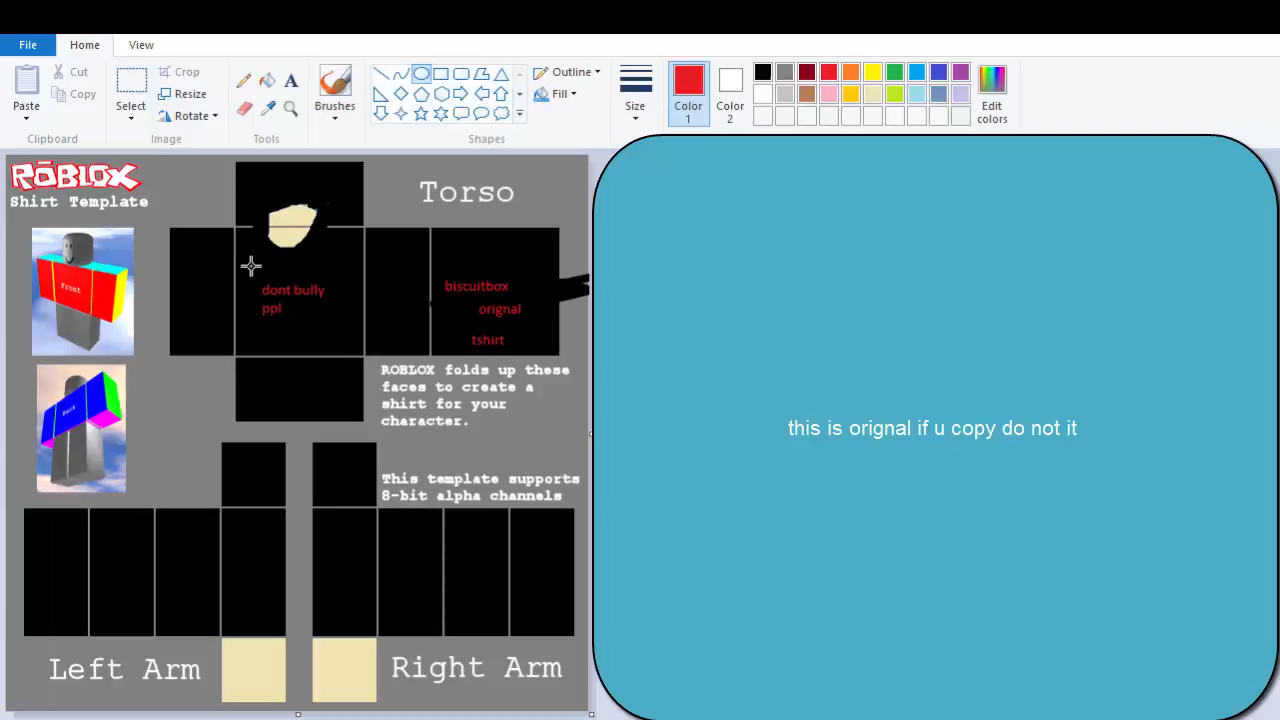 File
Home
View
Paste
Cut
Copy
Clipboard
Select
Crop
Resize
Rotate
Image
A
Tools
Brushes
Outline
Fill
Shapes
Size
Color 1
Color 2
Edit colors
ROBLOX
Shirt Template
Torso
Front
dont bully
ppl
biscuitbox
orignal
tshirt
ROBLOX folds up these
faces to create a
shirt for your
character.
Back
This template supports
8-bit alpha channels
Left Arm
Right Arm
this is orignal if u copy do not it